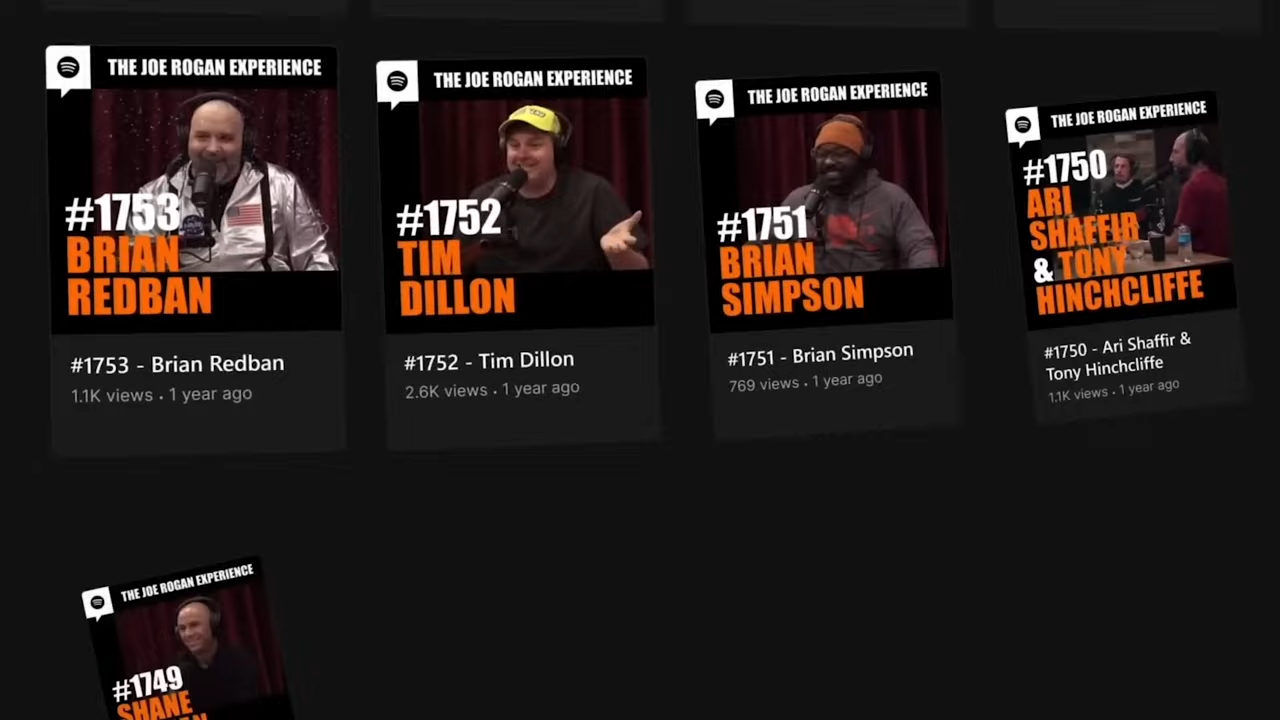 THE JOE ROGAN EXPERIENCE
#1753
BRIAN
REDBAN
#1753 - Brian Redban
1.1K views • 1 year ago
THE JOE ROGAN EXPERIENCE
#1752
TIM
DILLON
#1752 - Tim Dillon
2.6K views • 1 year ago
THE JOE ROGAN EXPERIENCE
#1751
BRIAN
SIMPSON
#1751 - Brian Simpson
769 views • 1 year ago
THE JOE ROGAN EXPERIENCE
#1750
ARI
SHAFFIR
& TONY
HINCHCLIFFE
#1750 - Ari Shaffir &
Tony Hinchcliffe
1.1K views • 1 year ago
THE JOE ROGAN EXPERIENCE
#1749
SHANE